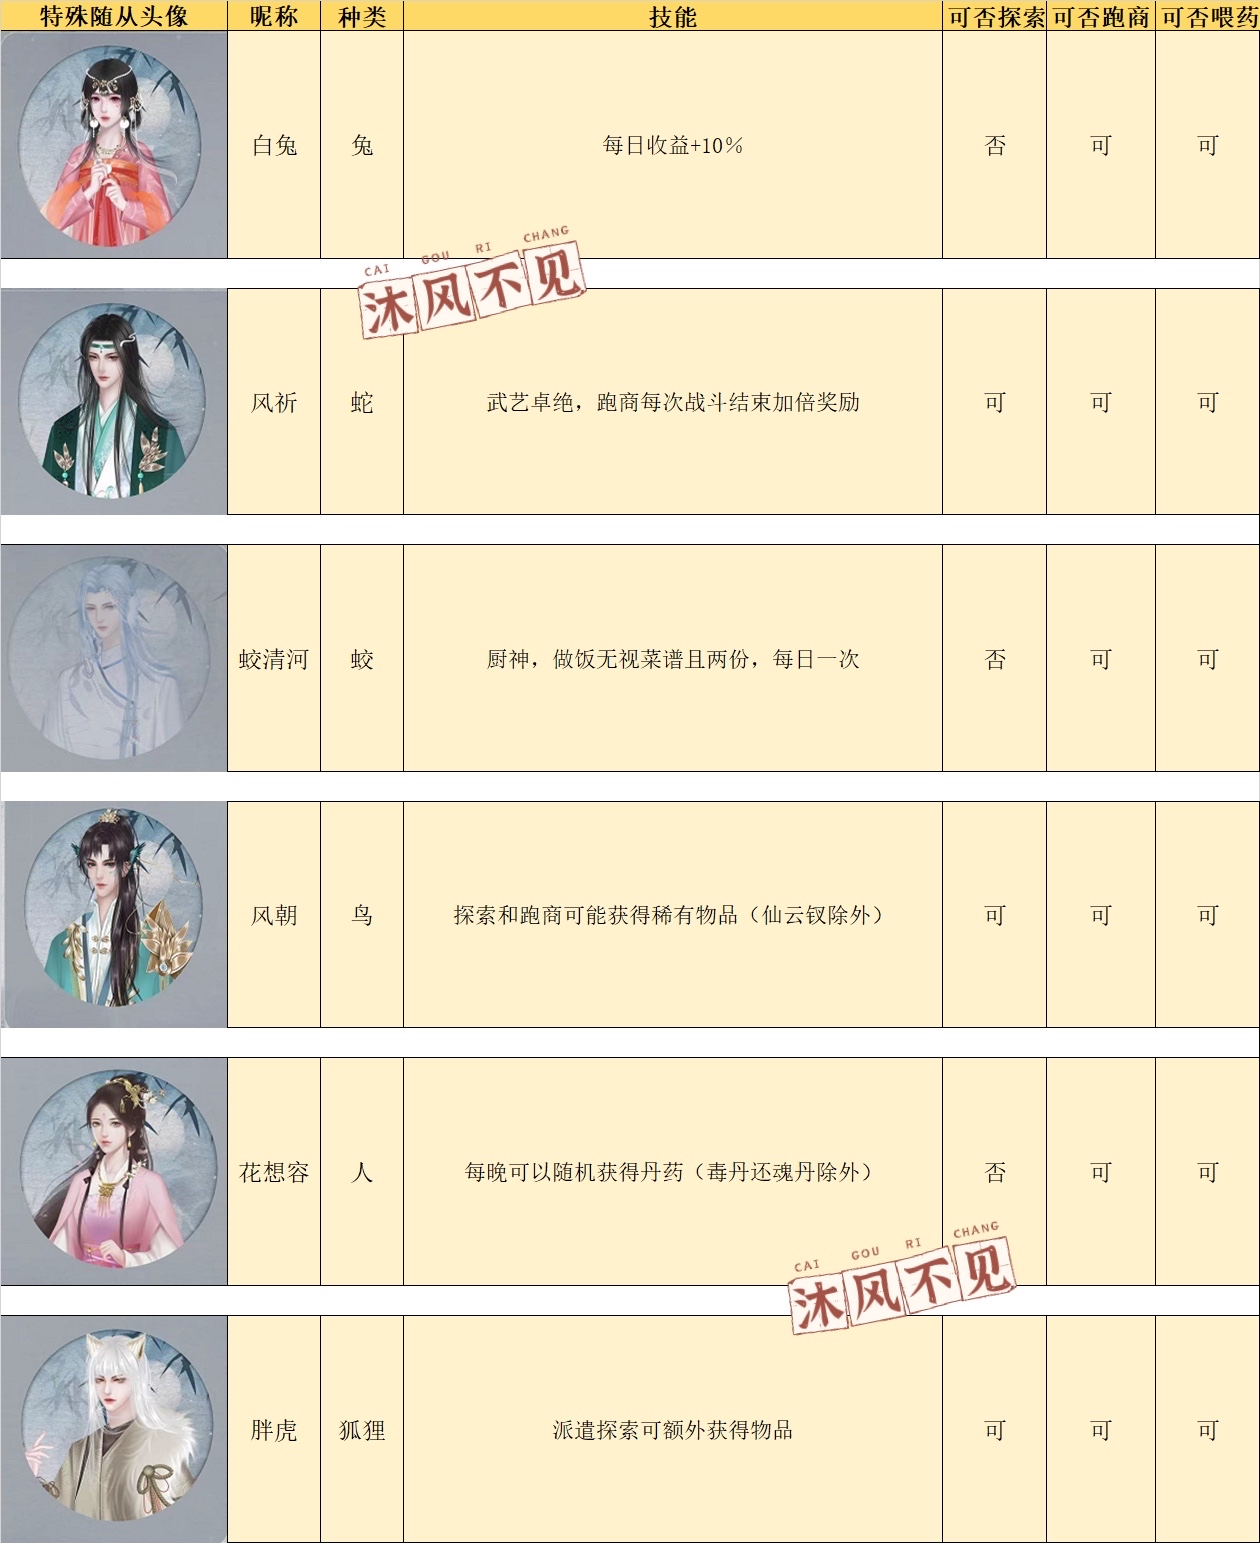 特殊随从头像 昵称 种类 技能 可否探索 可否跑商 可否喂药
白兔 兔 每日收益+10% 否 可 可
CAI GOU RI CHANG
沐风不见
风祈 蛇 武艺卓绝，跑商每次战斗结束加倍奖励 可 可 可
蛟清河 蛟 厨神，做饭无视菜谱且两份，每日一次 否 可 可
风朝 鸟 探索和跑商可能获得稀有物品（仙云钗除外） 可 可 可
花想容 人 每晚可以随机获得丹药（毒丹还魂丹除外） 否 可 可
CAI GOU RI CHANG
沐风不见
胖虎 狐狸 派遣探索可额外获得物品 可 可 可